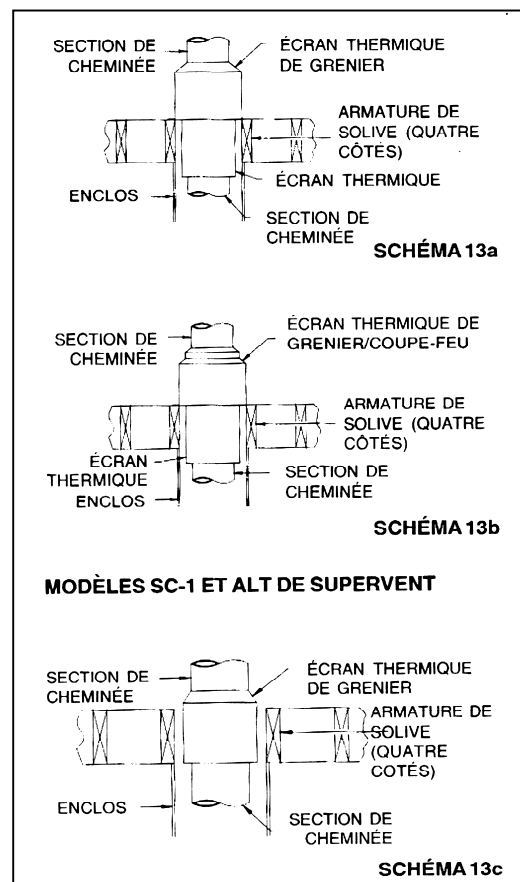 SECTION DE
CHEMINÉE
ÉCRAN THERMIQUE
DE GRENIER
ARMATURE DE
SOLIVE (QUATRE
CÔTÉS)
ÉCRAN THERMIQUE
ENCLOS
SECTION DE
CHEMINÉE
SCHÉMA 13a
SECTION DE
CHEMINÉE
ÉCRAN THERMIQUE DE
GRENIER/COUPE-FEU
ARMATURE DE
SOLIVE (QUATRE
CÔTÉS)
ÉCRAN
THERMIQUE
ENCLOS
SECTION DE
CHEMINÉE
SCHÉMA 13b
MODÈLES SC-1 ET ALT DE SUPERVENT
SECTION DE
CHEMINÉE
ÉCRAN THERMIQUE
DE GRENIER
ARMATURE DE
SOLIVE
(QUATRE
COTÉS)
ENCLOS
SECTION DE
CHEMINÉE
SCHÉMA 13c